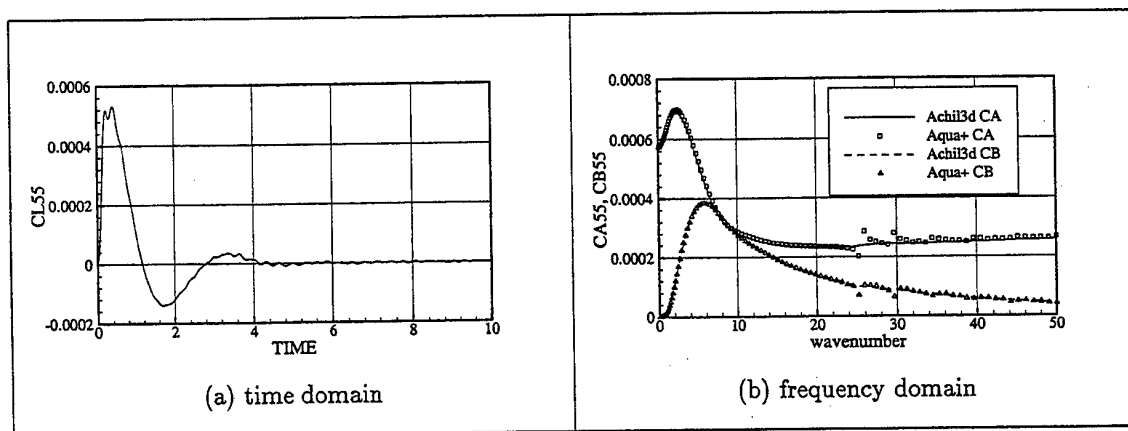 0.0006
0.0004
0.0002
0
-0.0002
CL55
0 2 4 6 8 10
TIME
(a) time domain
0.0008
0.0006
0.0004
0.0002
0
CA55, CB55
0 10 20 30 40 50
wavenumber
Achil3d CA
Aqua+ CA
Achil3d CB
Aqua+ CB
(b) frequency domain